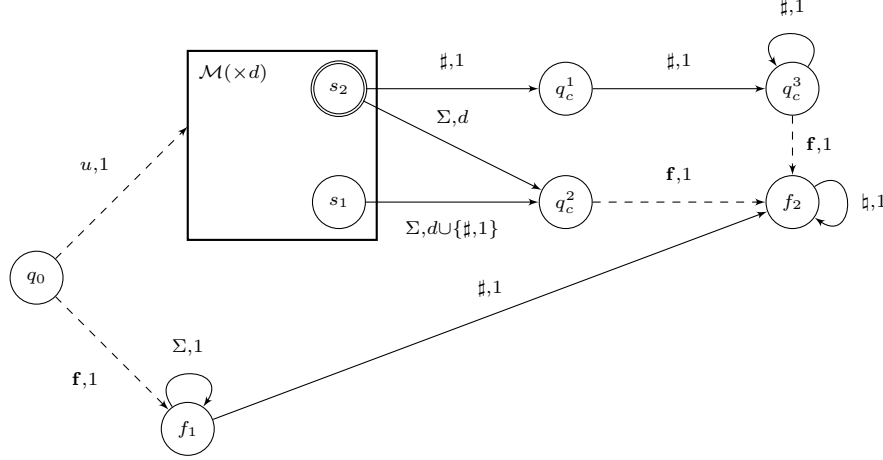 ♯,1
ℳ(×d)
s₂
♯,1
q_c^1
♯,1
q_c^3
Σ,d
f,1
u,1
s₁
Σ,d∪{♯,1}
q_c^2
f,1
f₂
♮,1
q₀
♯,1
Σ,1
f,1
f₁